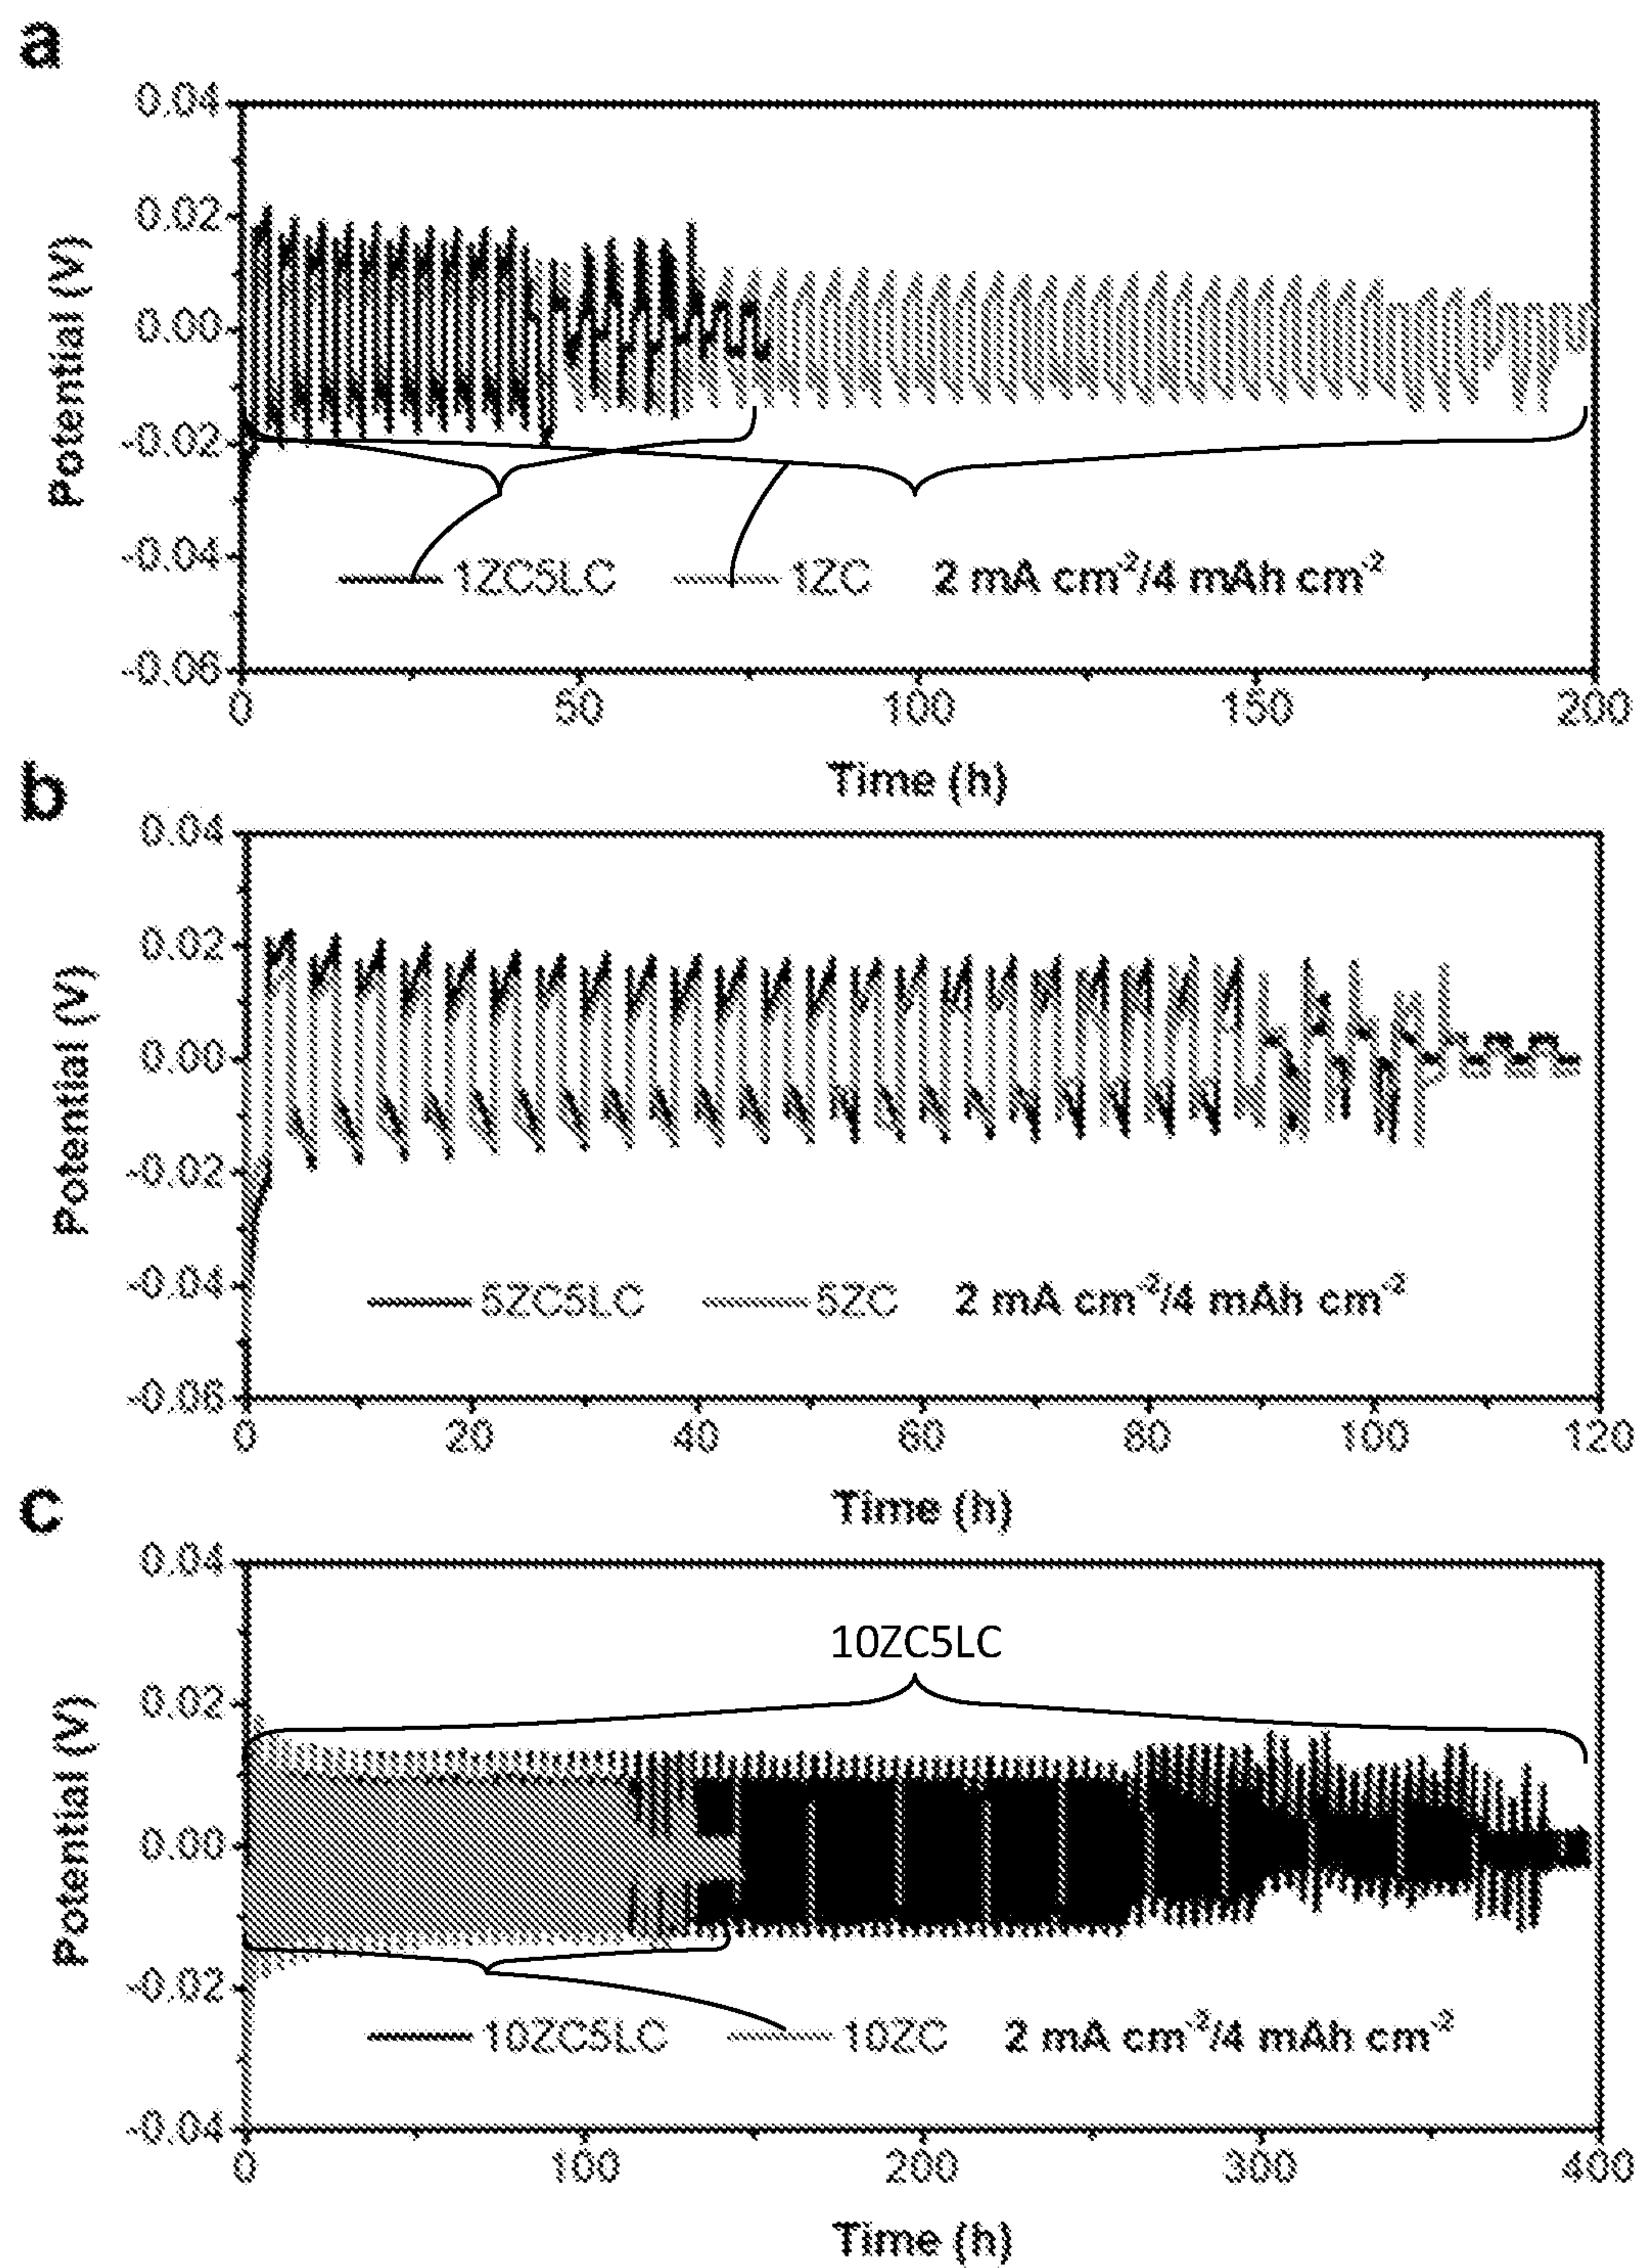 a
0.04
0.02
0.00
-0.02
-0.04
-0.06
Potential (V)
1ZC5LC 1ZC 2 mA cm-2/4 mAh cm-2
0 50 100 150 200
Time (h)
b
0.04
0.02
0.00
-0.02
-0.04
-0.06
Potential (V)
5ZC5LC 5ZC 2 mA cm-2/4 mAh cm-2
0 20 40 60 80 100 120
Time (h)
c
0.04
0.02
0.00
-0.02
-0.04
Potential (V)
10ZC5LC
10ZC5LC 10ZC 2 mA cm-2/4 mAh cm-2
0 100 200 300 400
Time (h)